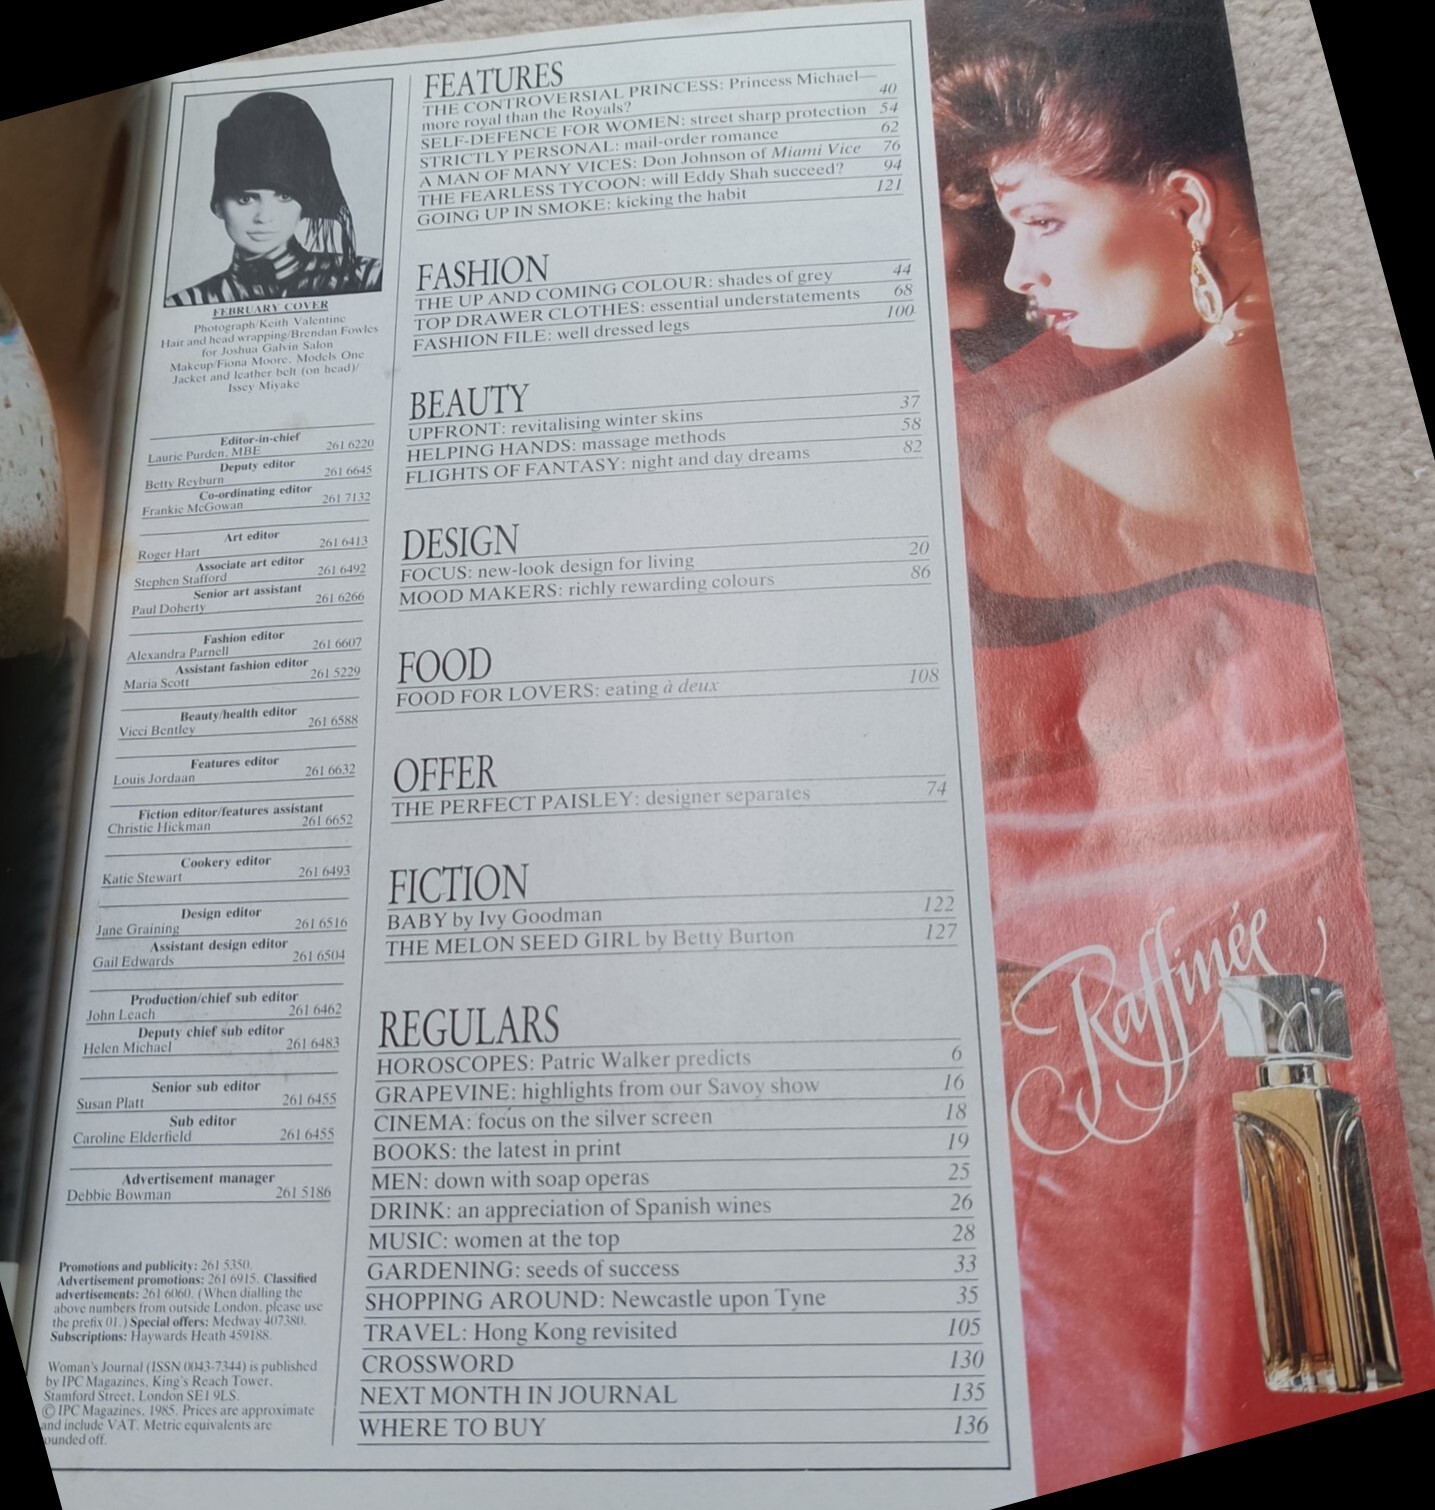 FEBRUARY COVER
Photograph/Keith Valentine
Hair and head wrapping/Brendan Fowles
for Joshua Galvin Salon
Makeup/Fiona Moore. Models One
Jacket and leather belt (on head)/
Issey Miyake
Editor-in-chief
Laurie Purden, MBE 261 6220
Deputy editor
Betty Reyburn 261 6645
Co-ordinating editor
Frankie McGowan 261 7132
Art editor
Roger Hart 261 6413
Associate art editor
Stephen Stafford 261 6492
Senior art assistant
Paul Doherty 261 6266
Fashion editor
Alexandra Parnell 261 6607
Assistant fashion editor
Maria Scott 261 5229
Beauty/health editor
Vicci Bentley 261 6588
Features editor
Louis Jordaan 261 6632
Fiction editor/features assistant
Christie Hickman 261 6652
Cookery editor
Katie Stewart 261 6493
Design editor
Jane Graining 261 6516
Assistant design editor
Gail Edwards 261 6504
Production/chief sub editor
John Leach 261 6462
Deputy chief sub editor
Helen Michael 261 6483
Senior sub editor
Susan Platt 261 6455
Sub editor
Caroline Elderfield 261 6455
Advertisement manager
Debbie Bowman 261 5186
Promotions and publicity: 261 5350.
Advertisement promotions: 261 6915. Classified
advertisements: 261 6060. (When dialling the
above numbers from outside London, please use
the prefix 01.) Special offers: Medway 407380.
Subscriptions: Haywards Heath 459188.
Woman's Journal (ISSN 0043-7344) is published
by IPC Magazines, King's Reach Tower,
Stamford Street, London SE1 9LS.
© IPC Magazines, 1985. Prices are approximate
and include VAT. Metric equivalents are
ounded off.
FEATURES
THE CONTROVERSIAL PRINCESS: Princess Michael—
more royal than the Royals? 40
SELF-DEFENCE FOR WOMEN: street sharp protection 54
STRICTLY PERSONAL: mail-order romance 62
A MAN OF MANY VICES: Don Johnson of Miami Vice 76
THE FEARLESS TYCOON: will Eddy Shah succeed? 94
GOING UP IN SMOKE: kicking the habit 121
FASHION
THE UP AND COMING COLOUR: shades of grey 44
TOP DRAWER CLOTHES: essential understatements 68
FASHION FILE: well dressed legs 100
BEAUTY
UPFRONT: revitalising winter skins 37
HELPING HANDS: massage methods 58
FLIGHTS OF FANTASY: night and day dreams 82
DESIGN
FOCUS: new-look design for living 20
MOOD MAKERS: richly rewarding colours 86
FOOD
FOOD FOR LOVERS: eating à deux 108
OFFER
THE PERFECT PAISLEY: designer separates 74
FICTION
BABY by Ivy Goodman 122
THE MELON SEED GIRL by Betty Burton 127
REGULARS
HOROSCOPES: Patric Walker predicts 6
GRAPEVINE: highlights from our Savoy show 16
CINEMA: focus on the silver screen 18
BOOKS: the latest in print 19
MEN: down with soap operas 25
DRINK: an appreciation of Spanish wines 26
MUSIC: women at the top 28
GARDENING: seeds of success 33
SHOPPING AROUND: Newcastle upon Tyne 35
TRAVEL: Hong Kong revisited 105
CROSSWORD 130
NEXT MONTH IN JOURNAL 135
WHERE TO BUY 136
Raffinée